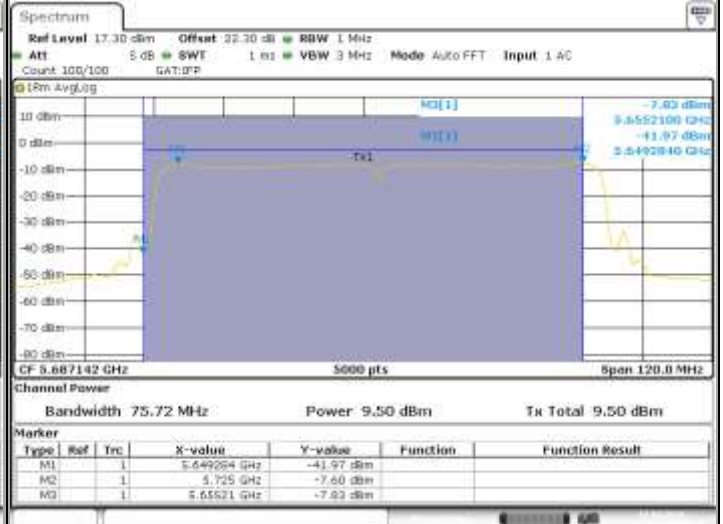 Spectrum
Ref Level 17.30 dBm Offset 22.30 dB RBW 1 MHz
Att 5 dB SWT 1 ms VBW 3 MHz Mode Auto FFT Input 1 AC
Count 100/100 GAT:IFP
1Rm AvgLog
M3[1] -7.83 dBm
5.6552100 GHz
M1[1] -41.97 dBm
5.6492840 GHz
10 dBm
0 dBm
Tx1
-10 dBm
-20 dBm
-30 dBm
-40 dBm
-50 dBm
-60 dBm
-70 dBm
-80 dBm
CF 5.687142 GHz 5000 pts Span 120.0 MHz
Channel Power
Bandwidth 75.72 MHz Power 9.50 dBm Tx Total 9.50 dBm
Marker
Type Ref Trc X-value Y-value Function Function Result
M1 1 5.649284 GHz -41.97 dBm
M2 1 5.725 GHz -7.60 dBm
M3 1 5.65521 GHz -7.83 dBm